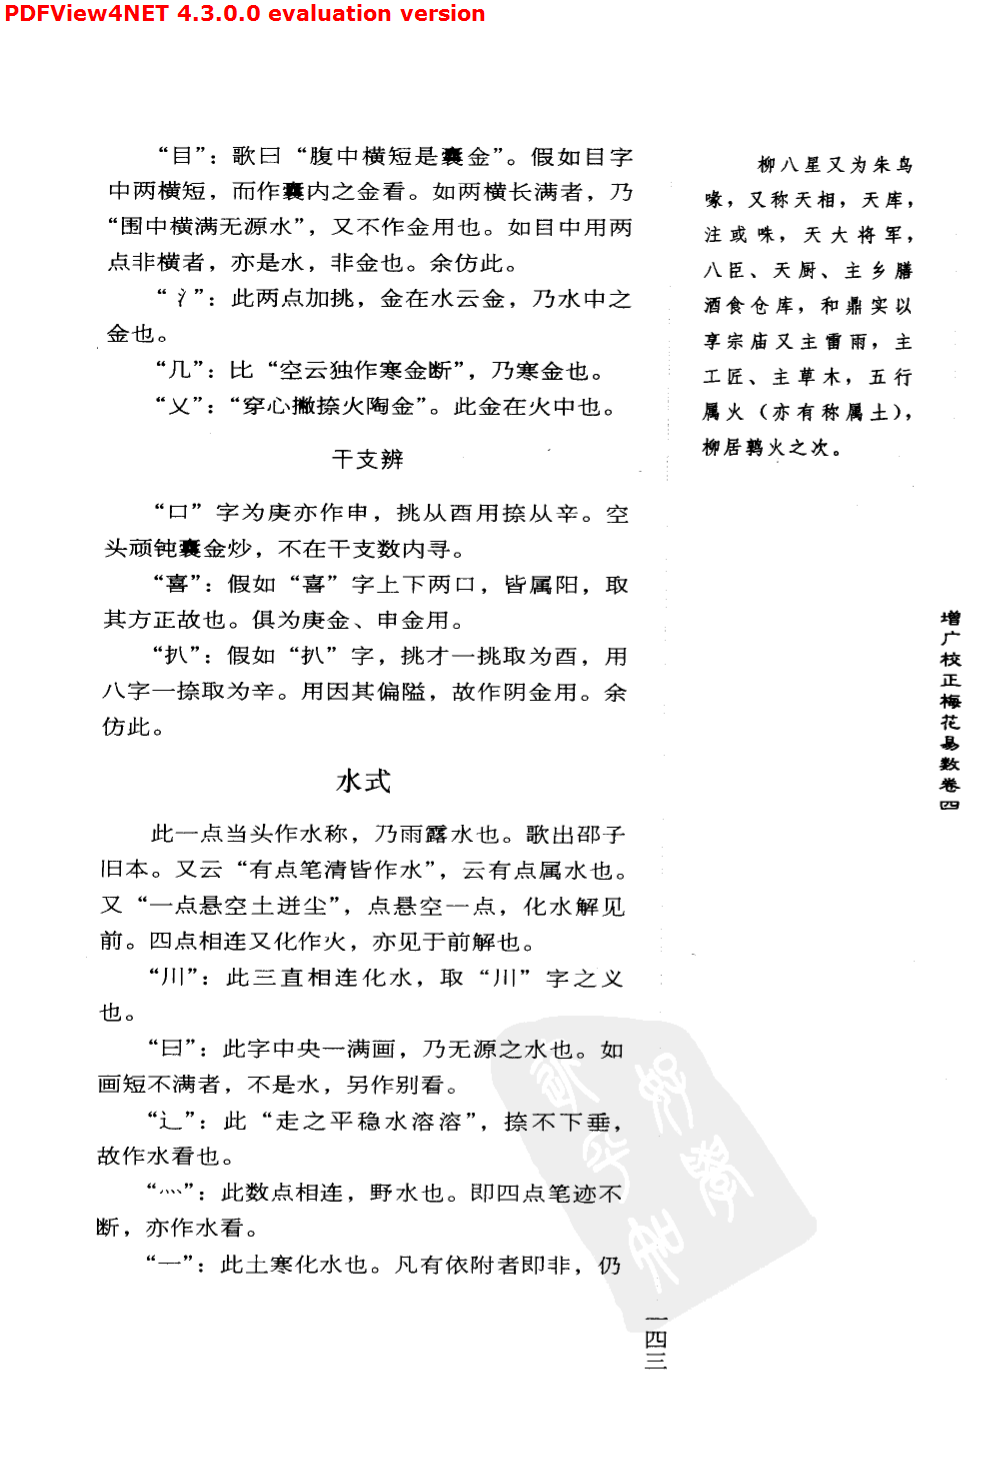 PDFView4NET 4.3.0.0 evaluation version
“目”：歌曰“腹中横短是囊金”。假如目字
中两横短，而作囊内之金看。如两横长满者，乃
“围中横满无源水”，又不作金用也。如目中用两
点非横者，亦是水，非金也。余仿此。
“冫”：此两点加挑，金在水云金，乃水中之
金也。
“几”：比“空云独作寒金断”，乃寒金也。
“乂”：“穿心撇捺火陶金”。此金在火中也。
干支辨
“口”字为庚亦作申，挑从酉用捺从辛。空
头顽钝囊金炒，不在干支数内寻。
“喜”：假如“喜”字上下两口，皆属阳，取
其方正故也。俱为庚金、申金用。
“扒”：假如“扒”字，挑才一挑取为酉，用
八字一捺取为辛。用因其偏隘，故作阴金用。余
仿此。
水式
此一点当头作水称，乃雨露水也。歌出邵子
旧本。又云“有点笔清皆作水”，云有点属水也。
又“一点悬空土迸尘”，点悬空一点，化水解见
前。四点相连又化作火，亦见于前解也。
“川”：此三直相连化水，取“川”字之义
也。
“曰”：此字中央一满画，乃无源之水也。如
画短不满者，不是水，另作别看。
“辶”：此“走之平稳水溶溶”，捺不下垂，
故作水看也。
“灬”：此数点相连，野水也。即四点笔迹不
断，亦作水看。
“一”：此土寒化水也。凡有依附者即非，仍
柳八星又为朱鸟
喙，又称天相，天库，
注或咮，天大将军，
八臣、天厨、主乡膳
酒食仓库，和鼎实以
享宗庙又主雷雨，主
工匠、主草木，五行
属火（亦有称属土），
柳居鹑火之次。
增广校正梅花易数卷四
一四三